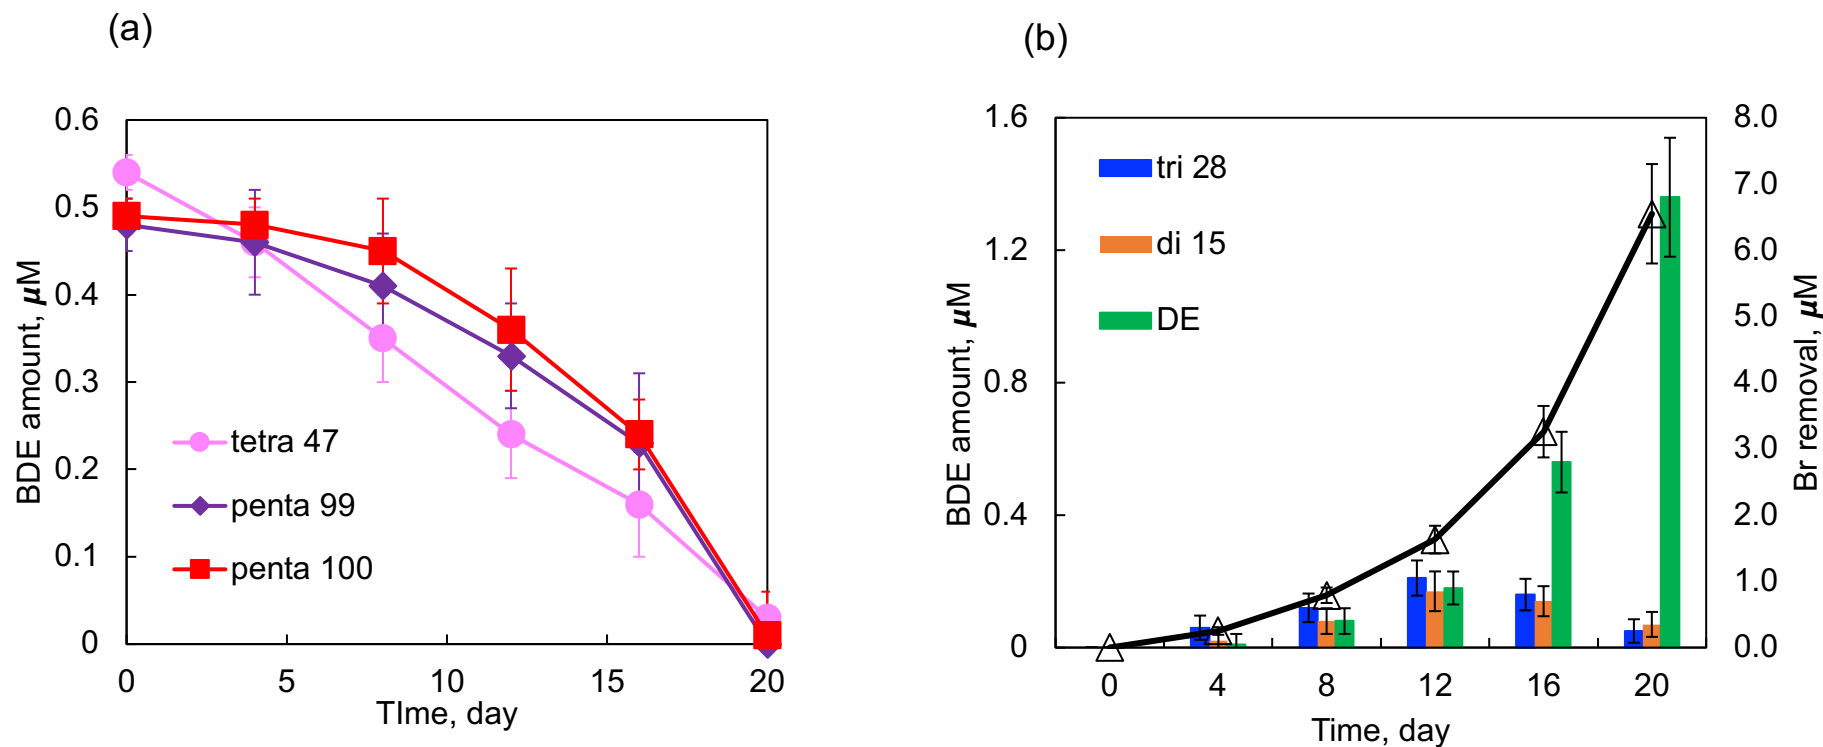 (a)
0.6
0.5
0.4
0.3
0.2
0.1
0
BDE amount, μM
tetra 47
penta 99
penta 100
0 5 10 15 20
TIme, day
(b)
1.6
1.2
0.8
0.4
0
BDE amount, μM
tri 28
di 15
DE
8.0
7.0
6.0
5.0
4.0
3.0
2.0
1.0
0.0
Br removal, μM
0 4 8 12 16 20
Time, day